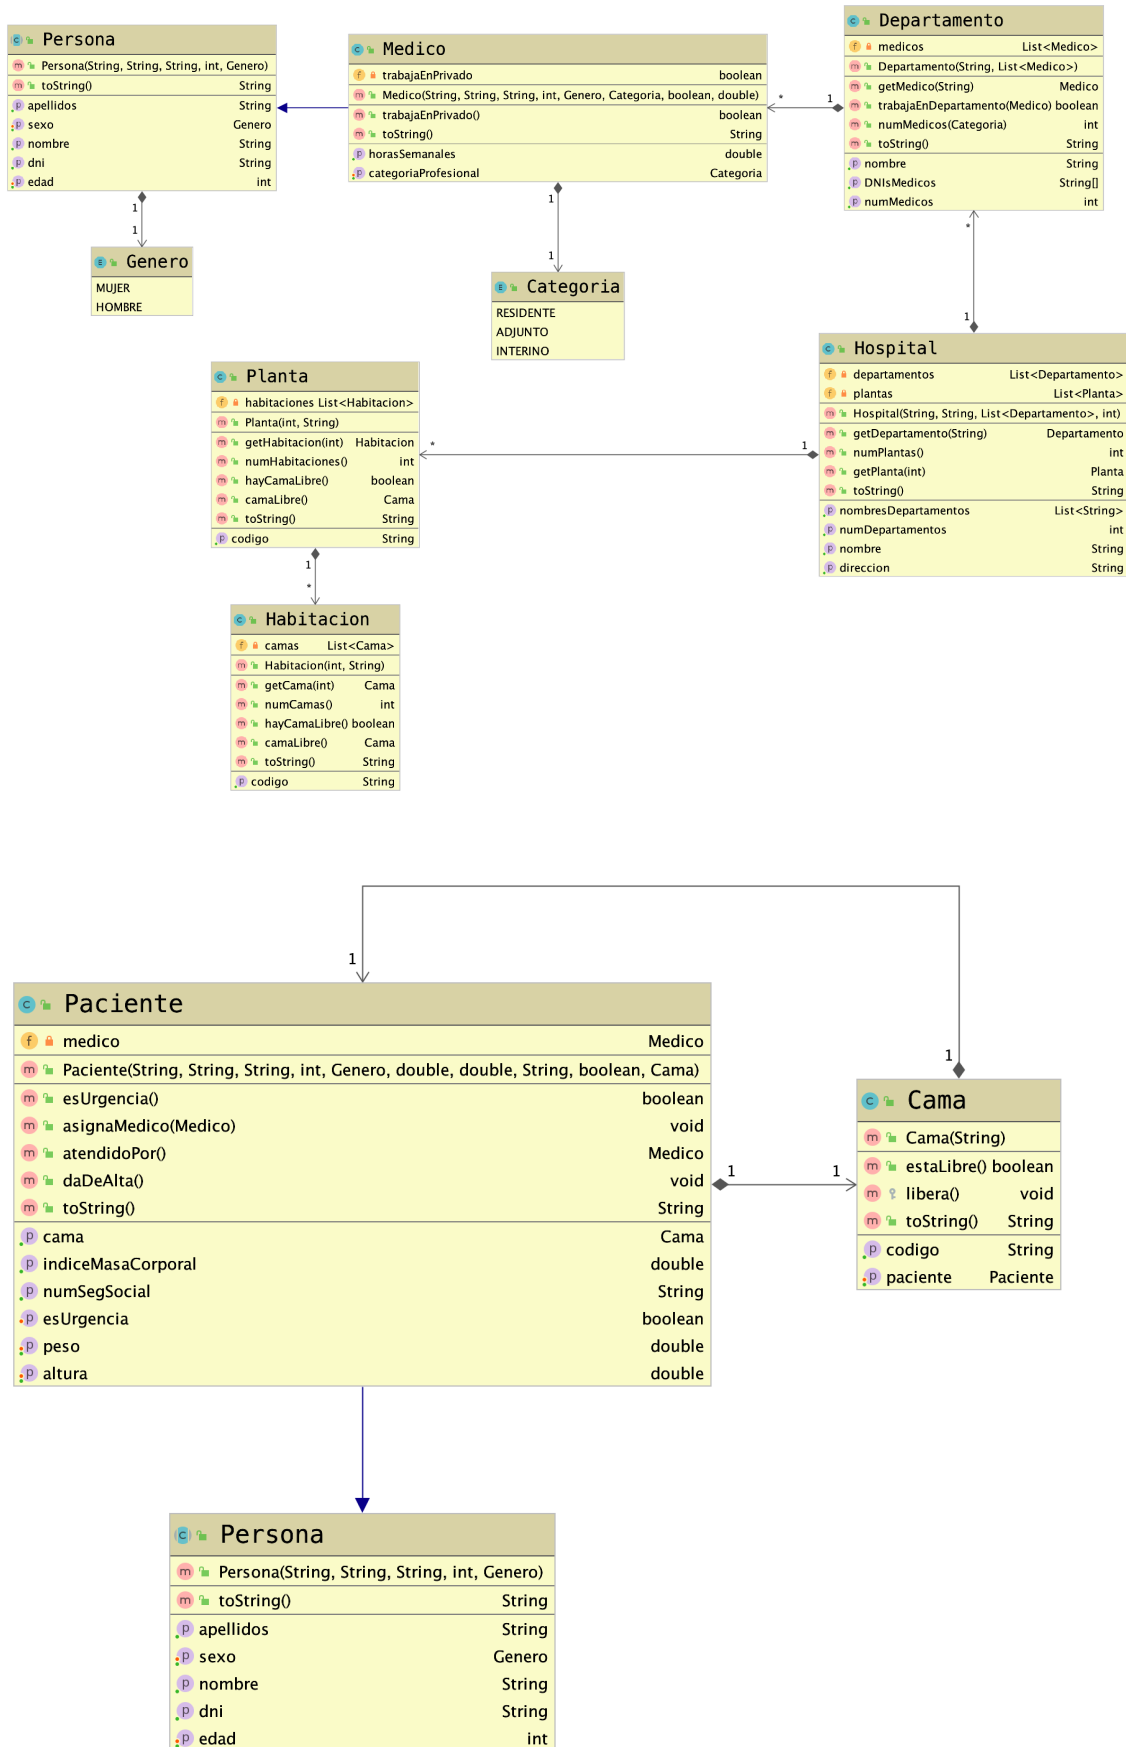 Persona
Persona(String, String, String, int, Genero)
toString() String
apellidos String
sexo Genero
nombre String
dni String
edad int
1
1
Genero
MUJER
HOMBRE
Medico
trabajaEnPrivado boolean
Medico(String, String, String, int, Genero, Categoria, boolean, double)
trabajaEnPrivado() boolean
toString() String
horasSemanales double
categoriaProfesional Categoria
1
1
Categoria
RESIDENTE
ADJUNTO
INTERINO
* 1
Departamento
medicos List<Medico>
Departamento(String, List<Medico>)
getMedico(String) Medico
trabajaEnDepartamento(Medico) boolean
numMedicos(Categoria) int
toString() String
nombre String
DNIsMedicos String[]
numMedicos int
*
1
Hospital
departamentos List<Departamento>
plantas List<Planta>
Hospital(String, String, List<Departamento>, int)
getDepartamento(String) Departamento
numPlantas() int
getPlanta(int) Planta
toString() String
nombresDepartamentos List<String>
numDepartamentos int
nombre String
direccion String
* 1
Planta
habitaciones List<Habitacion>
Planta(int, String)
getHabitacion(int) Habitacion
numHabitaciones() int
hayCamaLibre() boolean
camaLibre() Cama
toString() String
codigo String
1
*
Habitacion
camas List<Cama>
Habitacion(int, String)
getCama(int) Cama
numCamas() int
hayCamaLibre() boolean
camaLibre() Cama
toString() String
codigo String
1
Paciente
medico Medico
Paciente(String, String, String, int, Genero, double, double, String, boolean, Cama)
esUrgencia() boolean
asignaMedico(Medico) void
atendidoPor() Medico
daDeAlta() void
toString() String
cama Cama
indiceMasaCorporal double
numSegSocial String
esUrgencia boolean
peso double
altura double
1 1
1
Cama
Cama(String)
estaLibre() boolean
libera() void
toString() String
codigo String
paciente Paciente
Persona
Persona(String, String, String, int, Genero)
toString() String
apellidos String
sexo Genero
nombre String
dni String
edad int